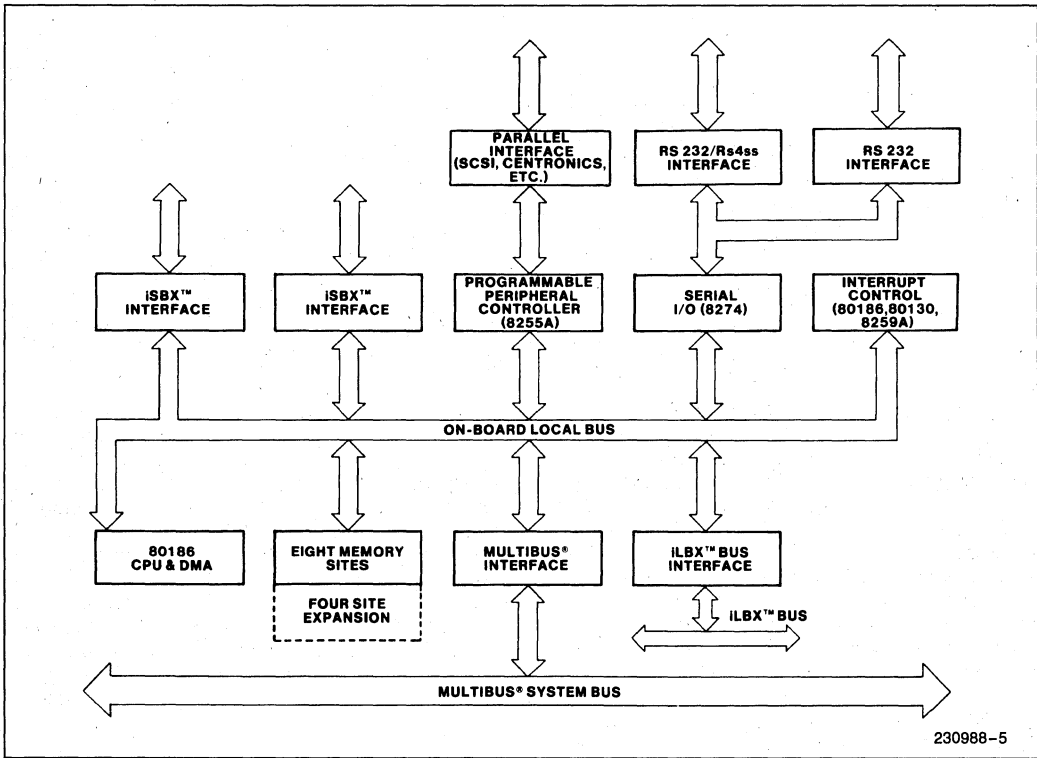 PARALLEL
INTERFACE
(SCSI, CENTRONICS,
ETC.)
RS 232/Rs4ss
INTERFACE
RS 232
INTERFACE
iSBX™
INTERFACE
iSBX™
INTERFACE
PROGRAMMABLE
PERIPHERAL
CONTROLLER
(8255A)
SERIAL
I/O (8274)
INTERRUPT
CONTROL
(80186,80130,
8259A)
ON-BOARD LOCAL BUS
80186
CPU & DMA
EIGHT MEMORY
SITES
FOUR SITE
EXPANSION
MULTIBUS®
INTERFACE
iLBX™ BUS
INTERFACE
iLBX™ BUS
MULTIBUS® SYSTEM BUS
230988-5